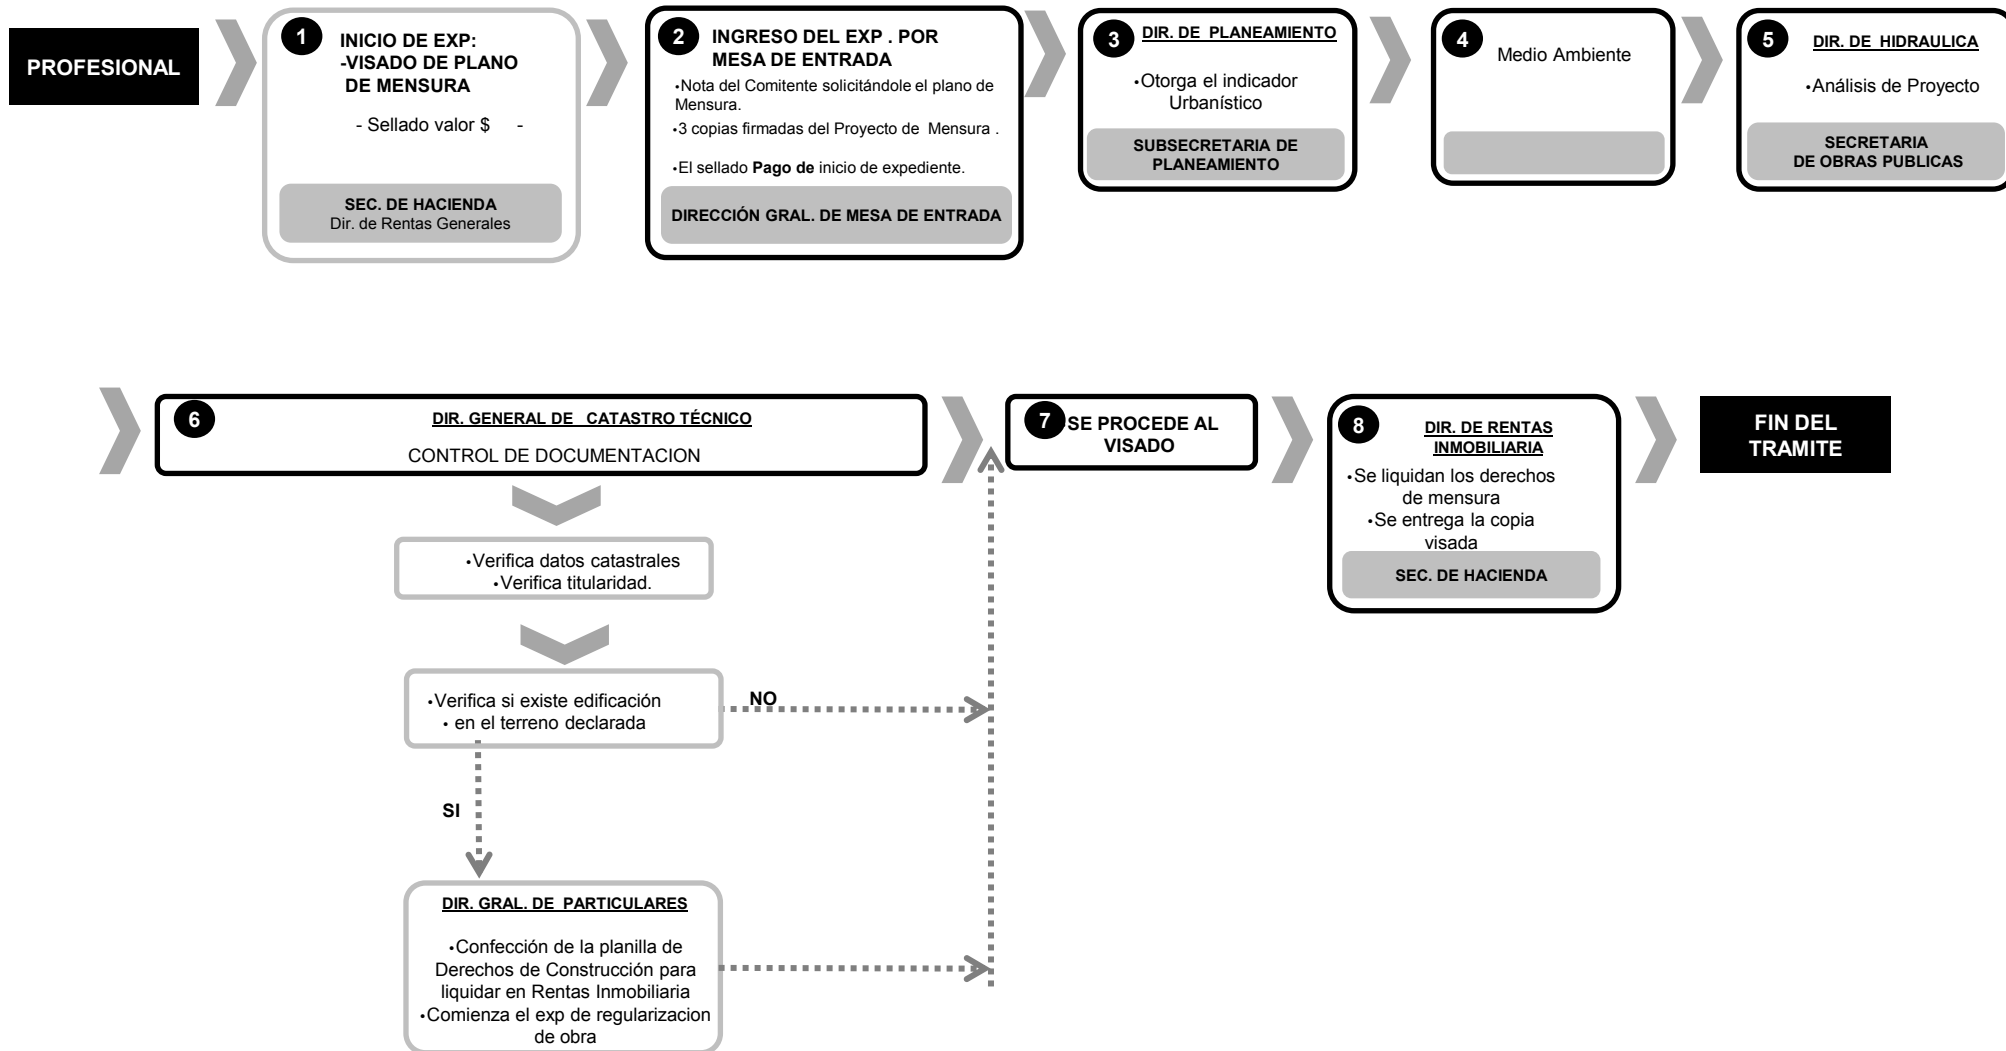 PROFESIONAL
1
INICIO DE EXP:
-VISADO DE PLANO
DE MENSURA
- Sellado valor $ -
SEC. DE HACIENDA
Dir. de Rentas Generales
2
INGRESO DEL EXP . POR
MESA DE ENTRADA
•Nota del Comitente solicitándole el plano de
Mensura.
•3 copias firmadas del Proyecto de Mensura .
•El sellado Pago de inicio de expediente.
DIRECCIÓN GRAL. DE MESA DE ENTRADA
3
DIR. DE PLANEAMIENTO
•Otorga el indicador
Urbanístico
SUBSECRETARIA DE
PLANEAMIENTO
4
Medio Ambiente
5
DIR. DE HIDRAULICA
•Análisis de Proyecto
SECRETARIA
DE OBRAS PUBLICAS
6
DIR. GENERAL DE CATASTRO TÉCNICO
CONTROL DE DOCUMENTACION
•Verifica datos catastrales
•Verifica titularidad.
•Verifica si existe edificación
• en el terreno declarada
NO
SI
DIR. GRAL. DE PARTICULARES
•Confección de la planilla de
Derechos de Construcción para
liquidar en Rentas Inmobiliaria
•Comienza el exp de regularizacion
de obra
7
SE PROCEDE AL
VISADO
8
DIR. DE RENTAS
INMOBILIARIA
•Se liquidan los derechos
de mensura
•Se entrega la copia
visada
SEC. DE HACIENDA
FIN DEL
TRAMITE